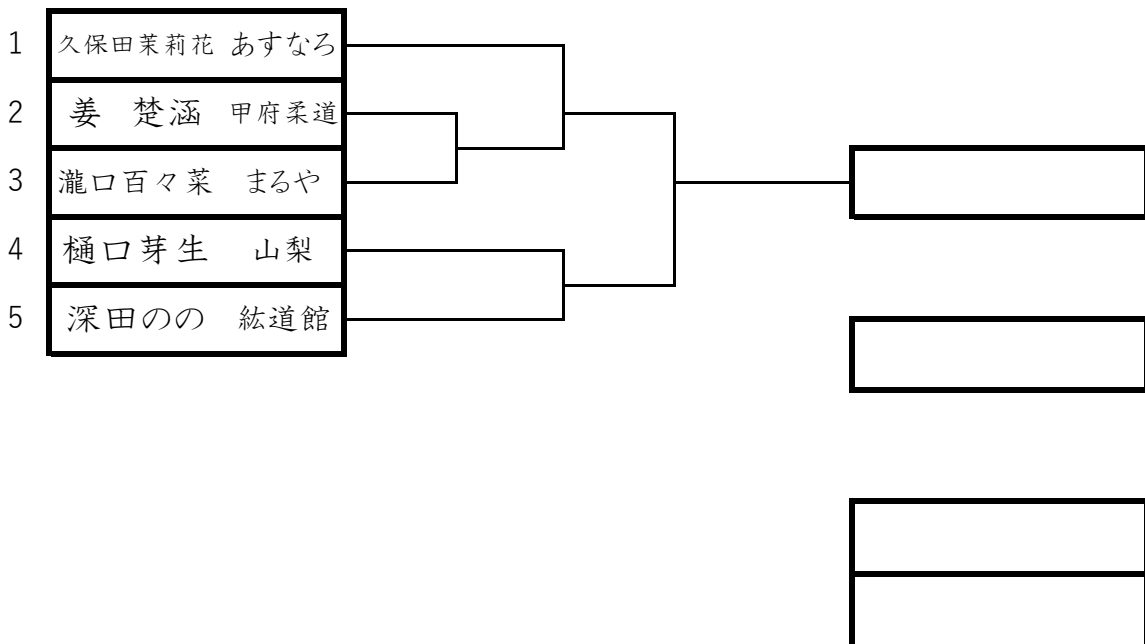 1 久保田茉莉花 あすなろ
2 姜 楚涵 甲府柔道
3 瀧口百々菜 まるや
4 樋口芽生 山梨
5 深田のの 紘道館